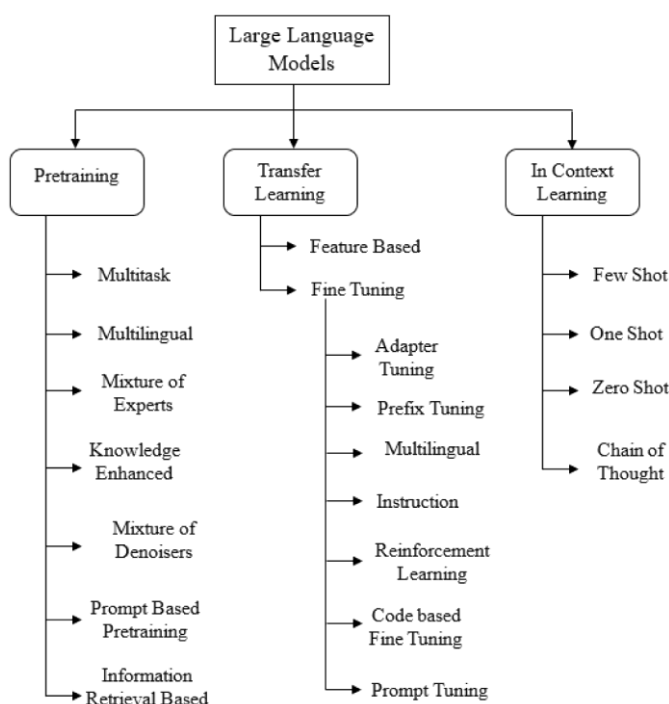 Large Language
Models
Pretraining
Transfer
Learning
In Context
Learning
Multitask
Multilingual
Mixture of
Experts
Knowledge
Enhanced
Mixture of
Denoisers
Prompt Based
Pretraining
Information
Retrieval Based
Feature Based
Fine Tuning
Adapter
Tuning
Prefix Tuning
Multilingual
Instruction
Reinforcement
Learning
Code based
Fine Tuning
Prompt Tuning
Few Shot
One Shot
Zero Shot
Chain of
Thought